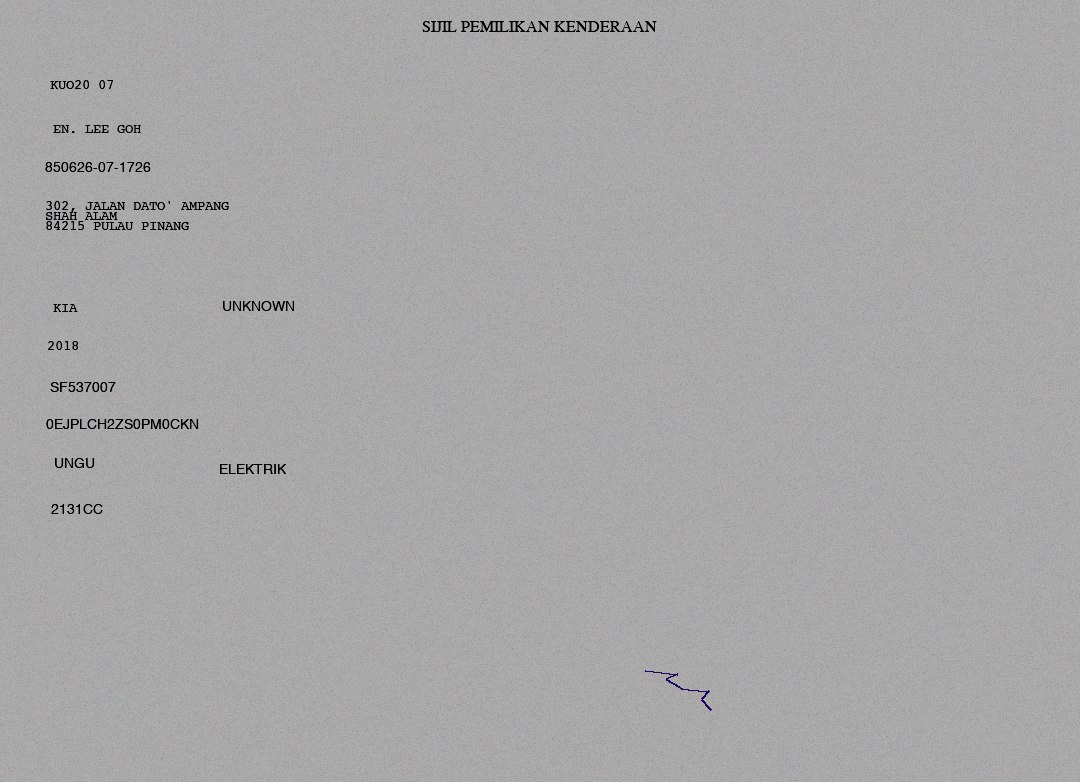 SIJIL PEMILIKAN KENDERAAN
KUO20 07
EN. LEE GOH
850626-07-1726
302, JALAN DATO' AMPANG
SHAH ALAM
84215 PULAU PINANG
KIA UNKNOWN
2018
SF537007
0EJPLCH2ZS0PM0CKN
UNGU ELEKTRIK
2131CC